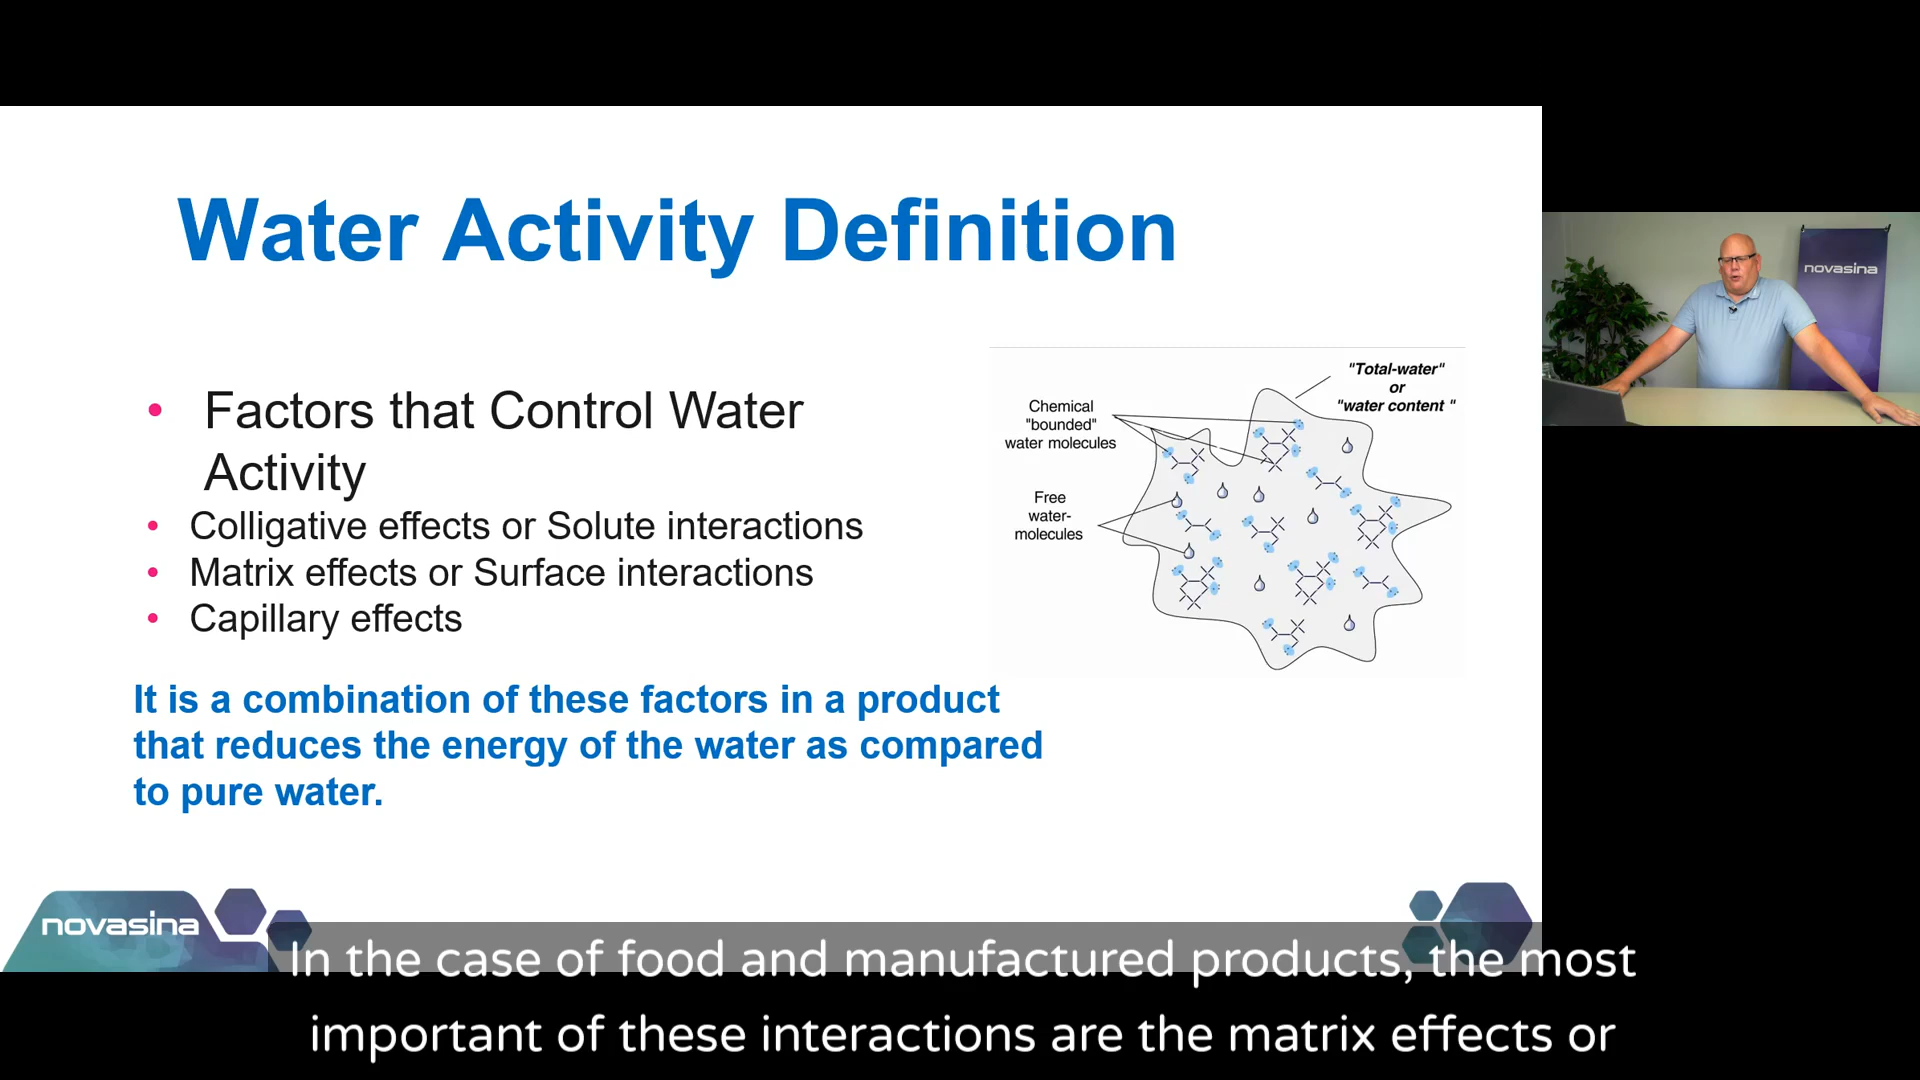 Water Activity Definition
• Factors that Control Water
Activity
• Colligative effects or Solute interactions
• Matrix effects or Surface interactions
• Capillary effects
It is a combination of these factors in a product
that reduces the energy of the water as compared
to pure water.
"Total-water"
or
"water content "
Chemical
"bounded"
water molecules
Free
water-
molecules
novasina
novasina
In the case of food and manufactured products, the most
important of these interactions are the matrix effects or